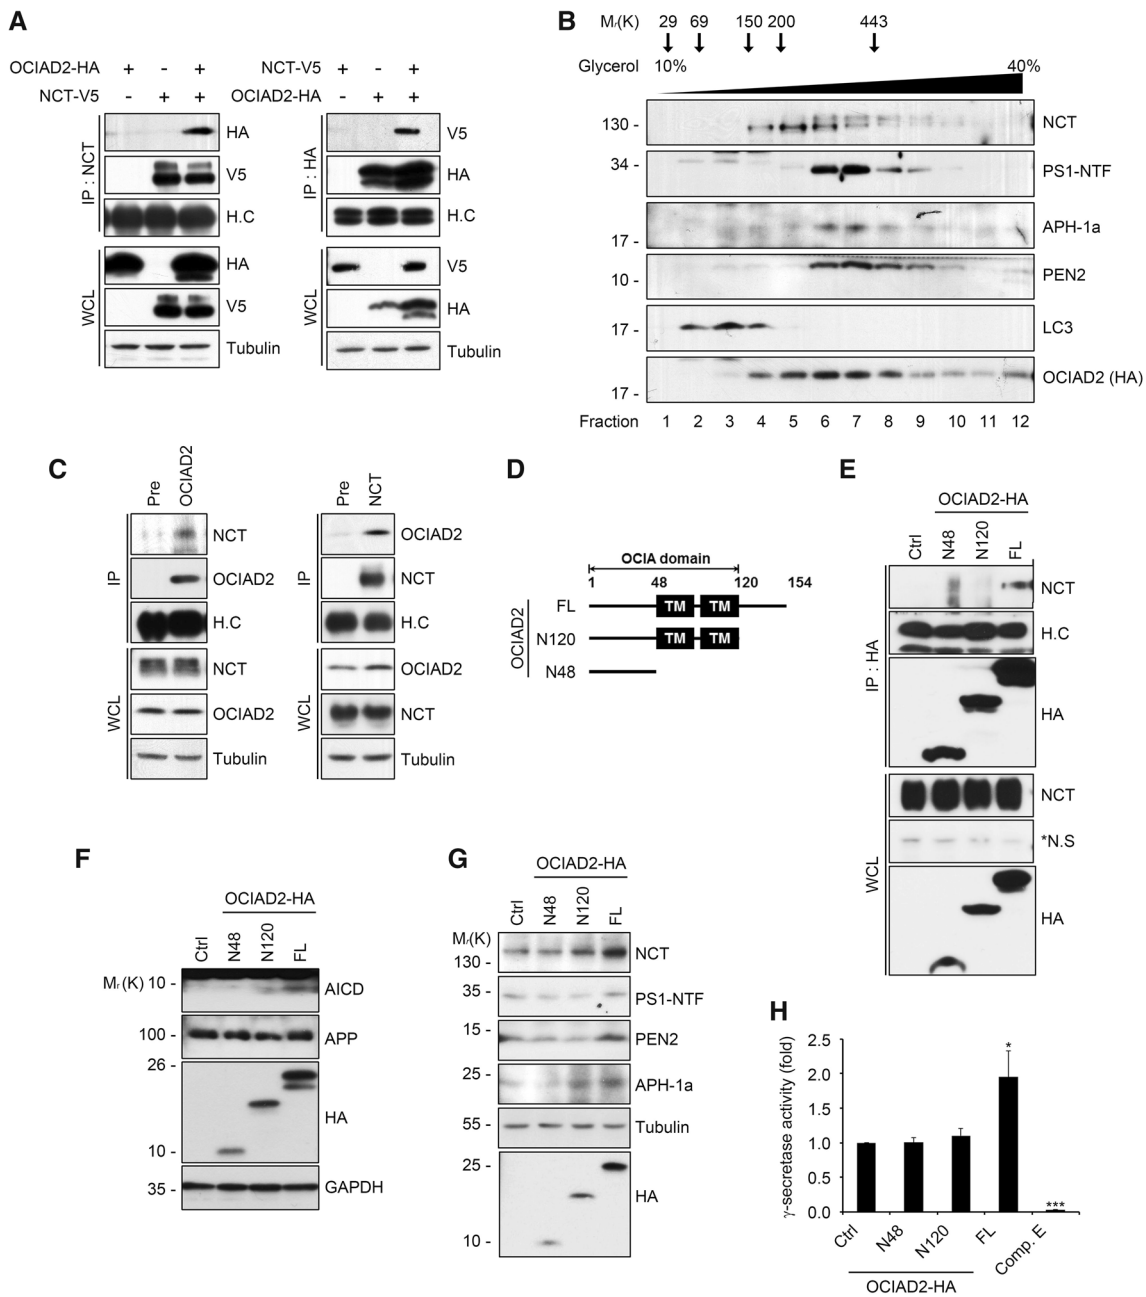 A
OCIAD2-HA + - +
NCT-V5 - + +
IP : NCT
HA
V5
H.C
WCL
HA
V5
Tubulin
NCT-V5 + - +
OCIAD2-HA - + +
IP : HA
V5
HA
H.C
WCL
V5
HA
Tubulin
B
Mr(K) 29 69 150 200 443
Glycerol 10% 40%
130 - NCT
34 - PS1-NTF
17 - APH-1a
10 - PEN2
17 - LC3
17 - OCIAD2 (HA)
Fraction 1 2 3 4 5 6 7 8 9 10 11 12
C
Pre OCIAD2
IP
NCT
OCIAD2
H.C
WCL
NCT
OCIAD2
Tubulin
Pre NCT
IP
OCIAD2
NCT
H.C
WCL
OCIAD2
NCT
Tubulin
D
OCIA domain
1 48 120 154
OCIAD2
FL TM TM
N120 TM TM
N48
E
OCIAD2-HA
Ctrl N48 N120 FL
IP : HA
NCT
H.C
HA
WCL
NCT
*N.S
HA
F
OCIAD2-HA
Ctrl N48 N120 FL
Mr (K) 10 - AICD
100 - APP
26 -
HA
10 -
35 - GAPDH
G
OCIAD2-HA
Ctrl N48 N120 FL
Mr(K)
130 - NCT
35 - PS1-NTF
15 - PEN2
25 - APH-1a
55 - Tubulin
25 -
HA
10 -
H
γ-secretase activity (fold)
2.5
2.0
1.5
1.0
0.5
0.0
*
***
Ctrl N48 N120 FL Comp. E
OCIAD2-HA